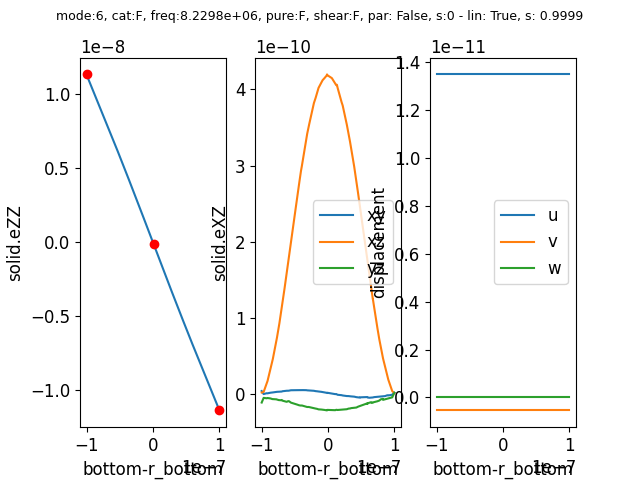 mode:6, cat:F, freq:8.2298e+06, pure:F, shear:F, par: False, s:0 - lin: True, s: 0.9999
1e−8
1.0
0.5
0.0
−0.5
−1.0
solid.eZZ
−1 0 1
bottom-r_bottom
1e−7
1e−10
4
3
2
1
0
solid.eXZ
xz
−1 0 1
bottom-r_bottom
1e−7
1e−11
1.4
1.2
1.0
0.8
0.6
0.4
0.2
0.0
displacement
u
v
w
−1 0 1
bottom-r_bottom
1e−7